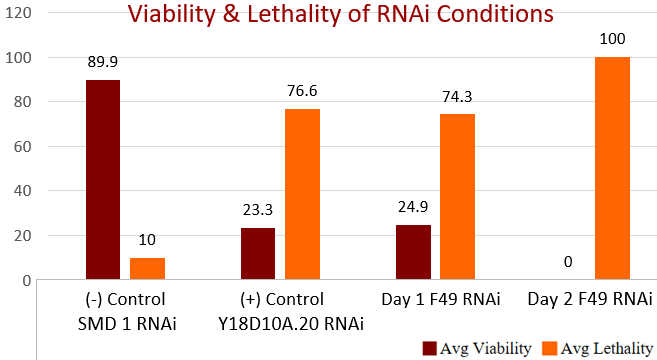 Viability & Lethality of RNAi Conditions
120
100
80
60
40
20
0
89.9
10
23.3
76.6
24.9
74.3
0
100
(-) Control
SMD 1 RNAi
(+) Control
Y18D10A.20 RNAi
Day 1 F49 RNAi
Day 2 F49 RNAi
Avg Viability
Avg Lethality